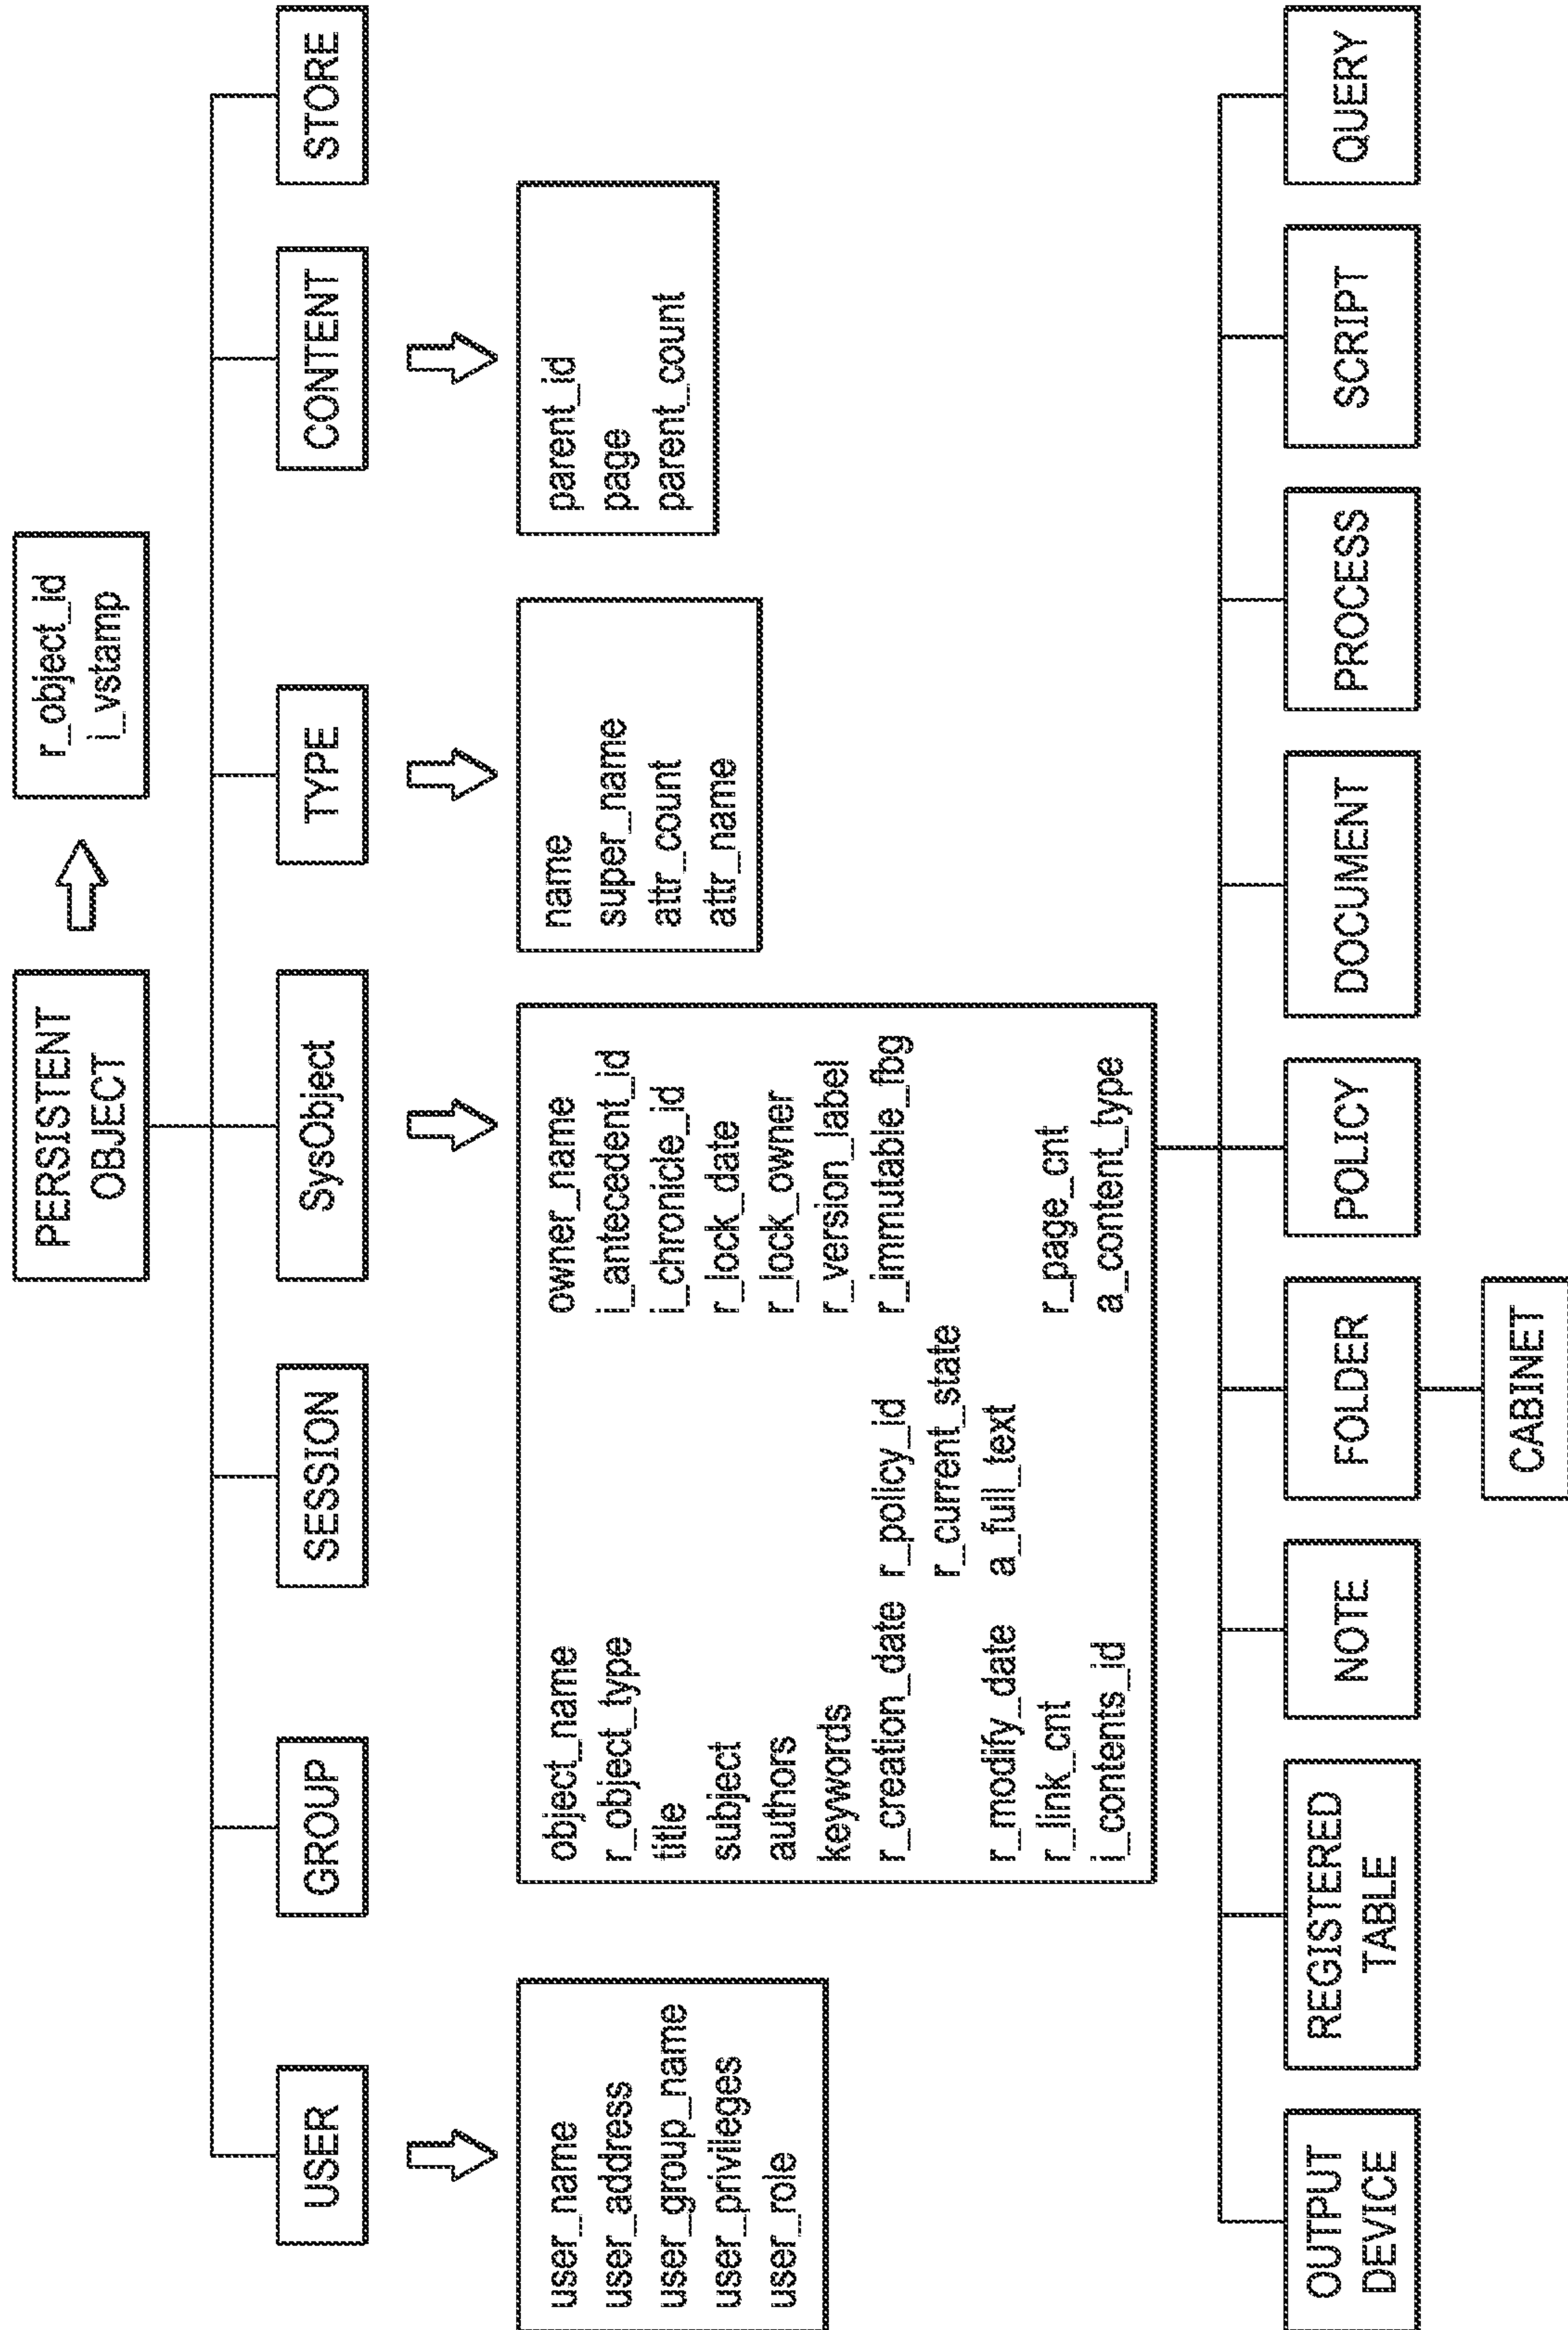 PERSISTENT
OBJECT
r_object_id
i_vstamp
USER
GROUP
SESSION
SysObject
TYPE
CONTENT
STORE
user_name
user_address
user_group_name
user_privileges
user_role
object_name
r_object_type
title
subject
authors
keywords
r_creation_date
r_modify_date
r_link_cnt
i_contents_id
r_policy_id
r_current_state
a_full_text
owner_name
i_antecedent_id
i_chronicle_id
r_lock_date
r_lock_owner
r_version_label
r_immutable_fbg
r_page_cnt
a_content_type
name
super_name
attr_count
attr_name
parent_id
page
parent_count
OUTPUT
DEVICE
REGISTERED
TABLE
NOTE
FOLDER
POLICY
DOCUMENT
PROCESS
SCRIPT
QUERY
CABINET